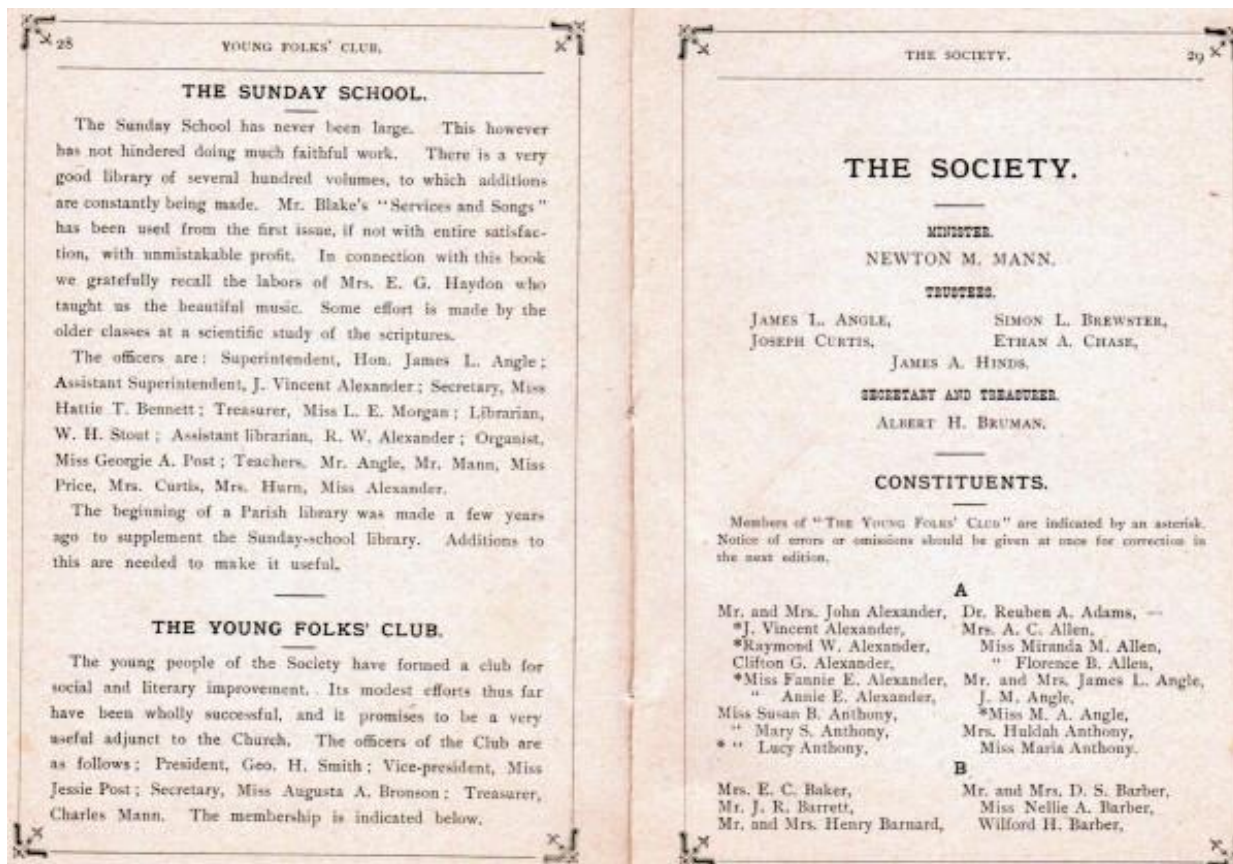 28
YOUNG FOLKS' CLUB.
THE SUNDAY SCHOOL.
The Sunday School has never been large. This however
has not hindered doing much faithful work. There is a very
good library of several hundred volumes, to which additions
are constantly being made. Mr. Blake's "Services and Songs"
has been used from the first issue, if not with entire satisfac-
tion, with unmistakable profit. In connection with this book
we gratefully recall the labors of Mrs. E. G. Haydon who
taught us the beautiful music. Some effort is made by the
older classes at a scientific study of the scriptures.
The officers are: Superintendent, Hon. James L. Angle;
Assistant Superintendent, J. Vincent Alexander; Secretary, Miss
Hattie T. Bennett; Treasurer, Miss L. E. Morgan; Librarian,
W. H. Stout; Assistant librarian, R. W. Alexander; Organist,
Miss Georgie A. Post; Teachers, Mr. Angle, Mr. Mann, Miss
Price, Mrs. Curtis, Mrs. Hurn, Miss Alexander.
The beginning of a Parish library was made a few years
ago to supplement the Sunday-school library. Additions to
this are needed to make it useful.
THE YOUNG FOLKS' CLUB.
The young people of the Society have formed a club for
social and literary improvement. Its modest efforts thus far
have been wholly successful, and it promises to be a very
useful adjunct to the Church. The officers of the Club are
as follows; President, Geo. H. Smith; Vice-president, Miss
Jessie Post; Secretary, Miss Augusta A. Bronson; Treasurer,
Charles Mann. The membership is indicated below.
THE SOCIETY.
29
THE SOCIETY.
MINISTER.
NEWTON M. MANN.
TRUSTEES.
JAMES L. ANGLE, SIMON L. BREWSTER,
JOSEPH CURTIS, ETHAN A. CHASE,
JAMES A. HINDS.
SECRETARY AND TREASURER.
ALBERT H. BRUMAN.
CONSTITUENTS.
Members of "THE YOUNG FOLKS' CLUB" are indicated by an asterisk.
Notice of errors or omissions should be given at once for correction in
the next edition.
A
Mr. and Mrs. John Alexander,
*J. Vincent Alexander,
*Raymond W. Alexander,
Clifton G. Alexander,
*Miss Fannie E. Alexander,
" Annie E. Alexander,
Miss Susan B. Anthony,
" Mary S. Anthony,
* " Lucy Anthony,
Dr. Reuben A. Adams, —
Mrs. A. C. Allen,
Miss Miranda M. Allen,
" Florence B. Allen,
Mr. and Mrs. James L. Angle,
J. M. Angle,
*Miss M. A. Angle,
Mrs. Huldah Anthony,
Miss Maria Anthony.
B
Mrs. E. C. Baker,
Mr. J. R. Barrett,
Mr. and Mrs. Henry Barnard,
Mr. and Mrs. D. S. Barber,
Miss Nellie A. Barber,
Wilford H. Barber,